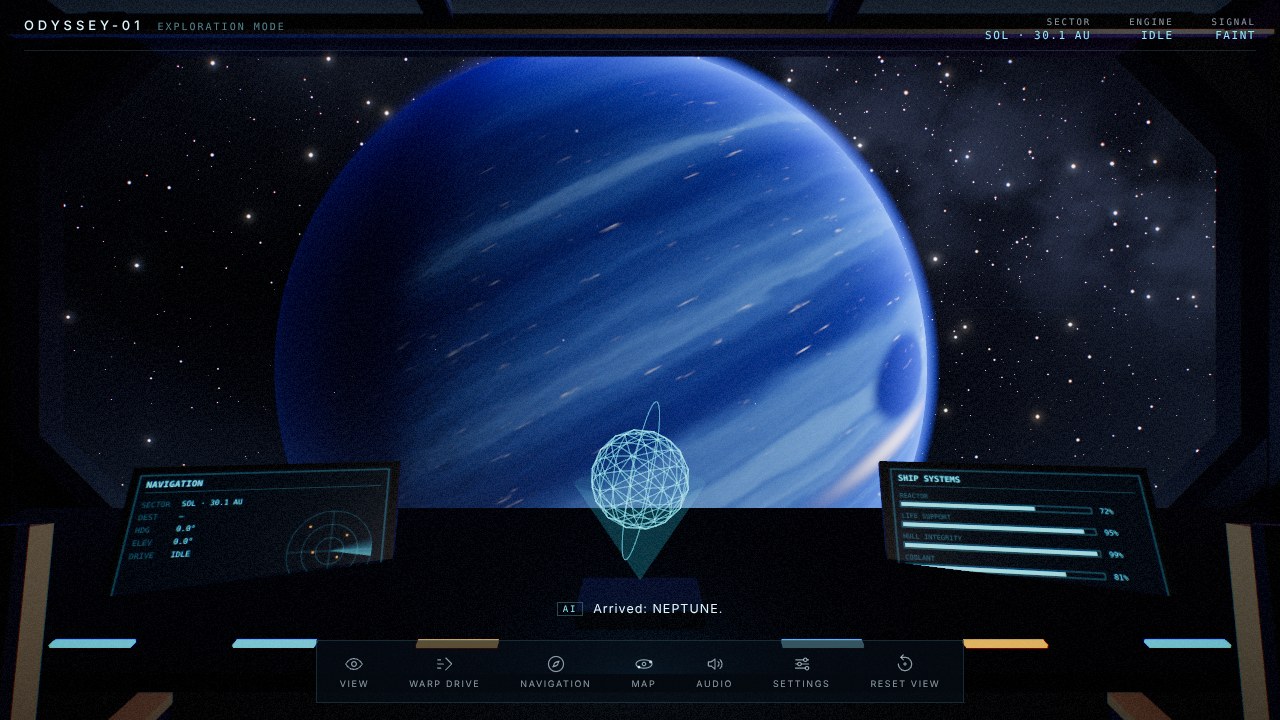 ODYSSEY-01 EXPLORATION MODE
SECTOR ENGINE SIGNAL
SOL · 30.1 AU IDLE FAINT
NAVIGATION
SECTOR SOL · 30.1 AU
DEST –
HDG 0.0°
ELEV 0.0°
DRIVE IDLE
SHIP SYSTEMS
REACTOR 72%
LIFE SUPPORT 95%
HULL INTEGRITY 99%
COOLANT 81%
AI Arrived: NEPTUNE.
VIEW WARP DRIVE NAVIGATION MAP AUDIO SETTINGS RESET VIEW